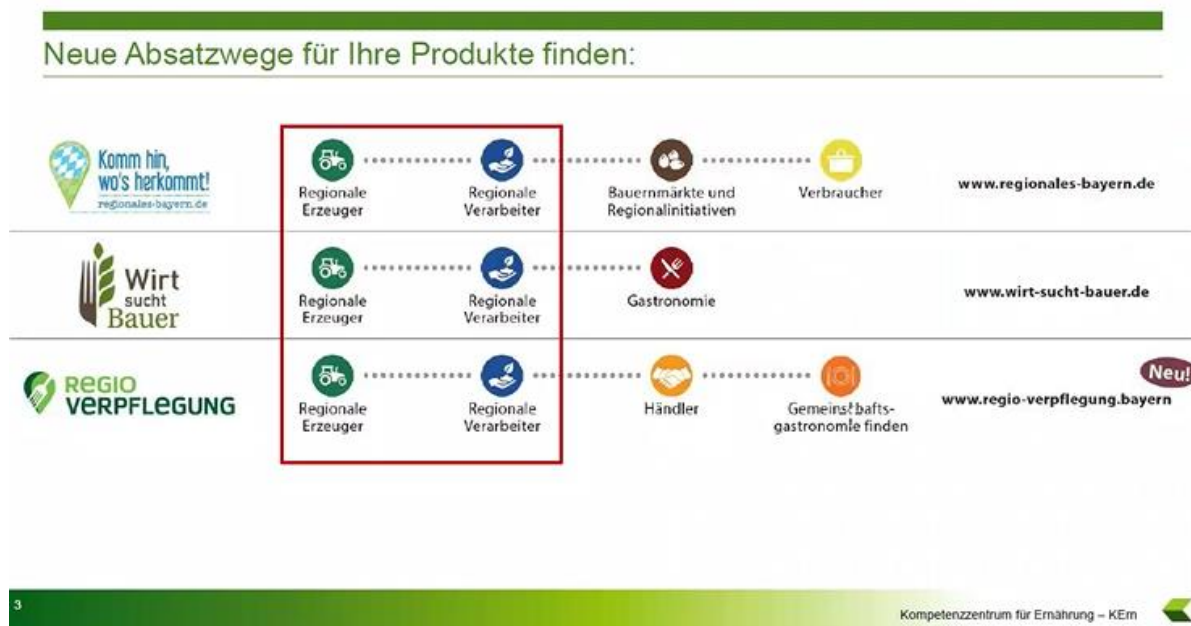 Neue Absatzwege für Ihre Produkte finden:
Komm hin,
wo's herkommt!
regionales-bayern.de
Regionale
Erzeuger
Regionale
Verarbeiter
Bauernmärkte und
Regionalinitiativen
Verbraucher
www.regionales-bayern.de
Wirt
sucht
Bauer
Regionale
Erzeuger
Regionale
Verarbeiter
Gastronomie
www.wirt-sucht-bauer.de
REGIO
VERPFLEGUNG
Regionale
Erzeuger
Regionale
Verarbeiter
Händler
Gemeinschafts-
gastronomie finden
Neu!
www.regio-verpflegung.bayern
3
Kompetenzzentrum für Ernährung – KErn